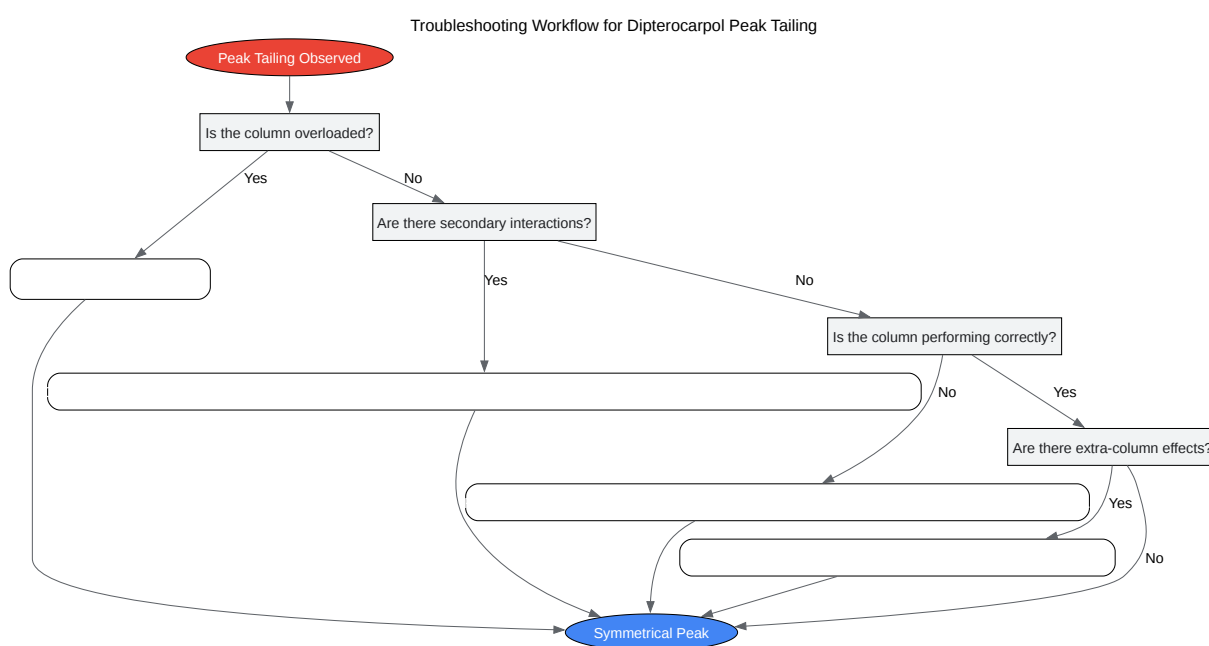 Troubleshooting Workflow for Dipterocarpol Peak Tailing
Peak Tailing Observed
Is the column overloaded?
Yes
No
Are there secondary interactions?
Yes
No
Is the column performing correctly?
No
Yes
Are there extra-column effects?
Yes
No
Symmetrical Peak